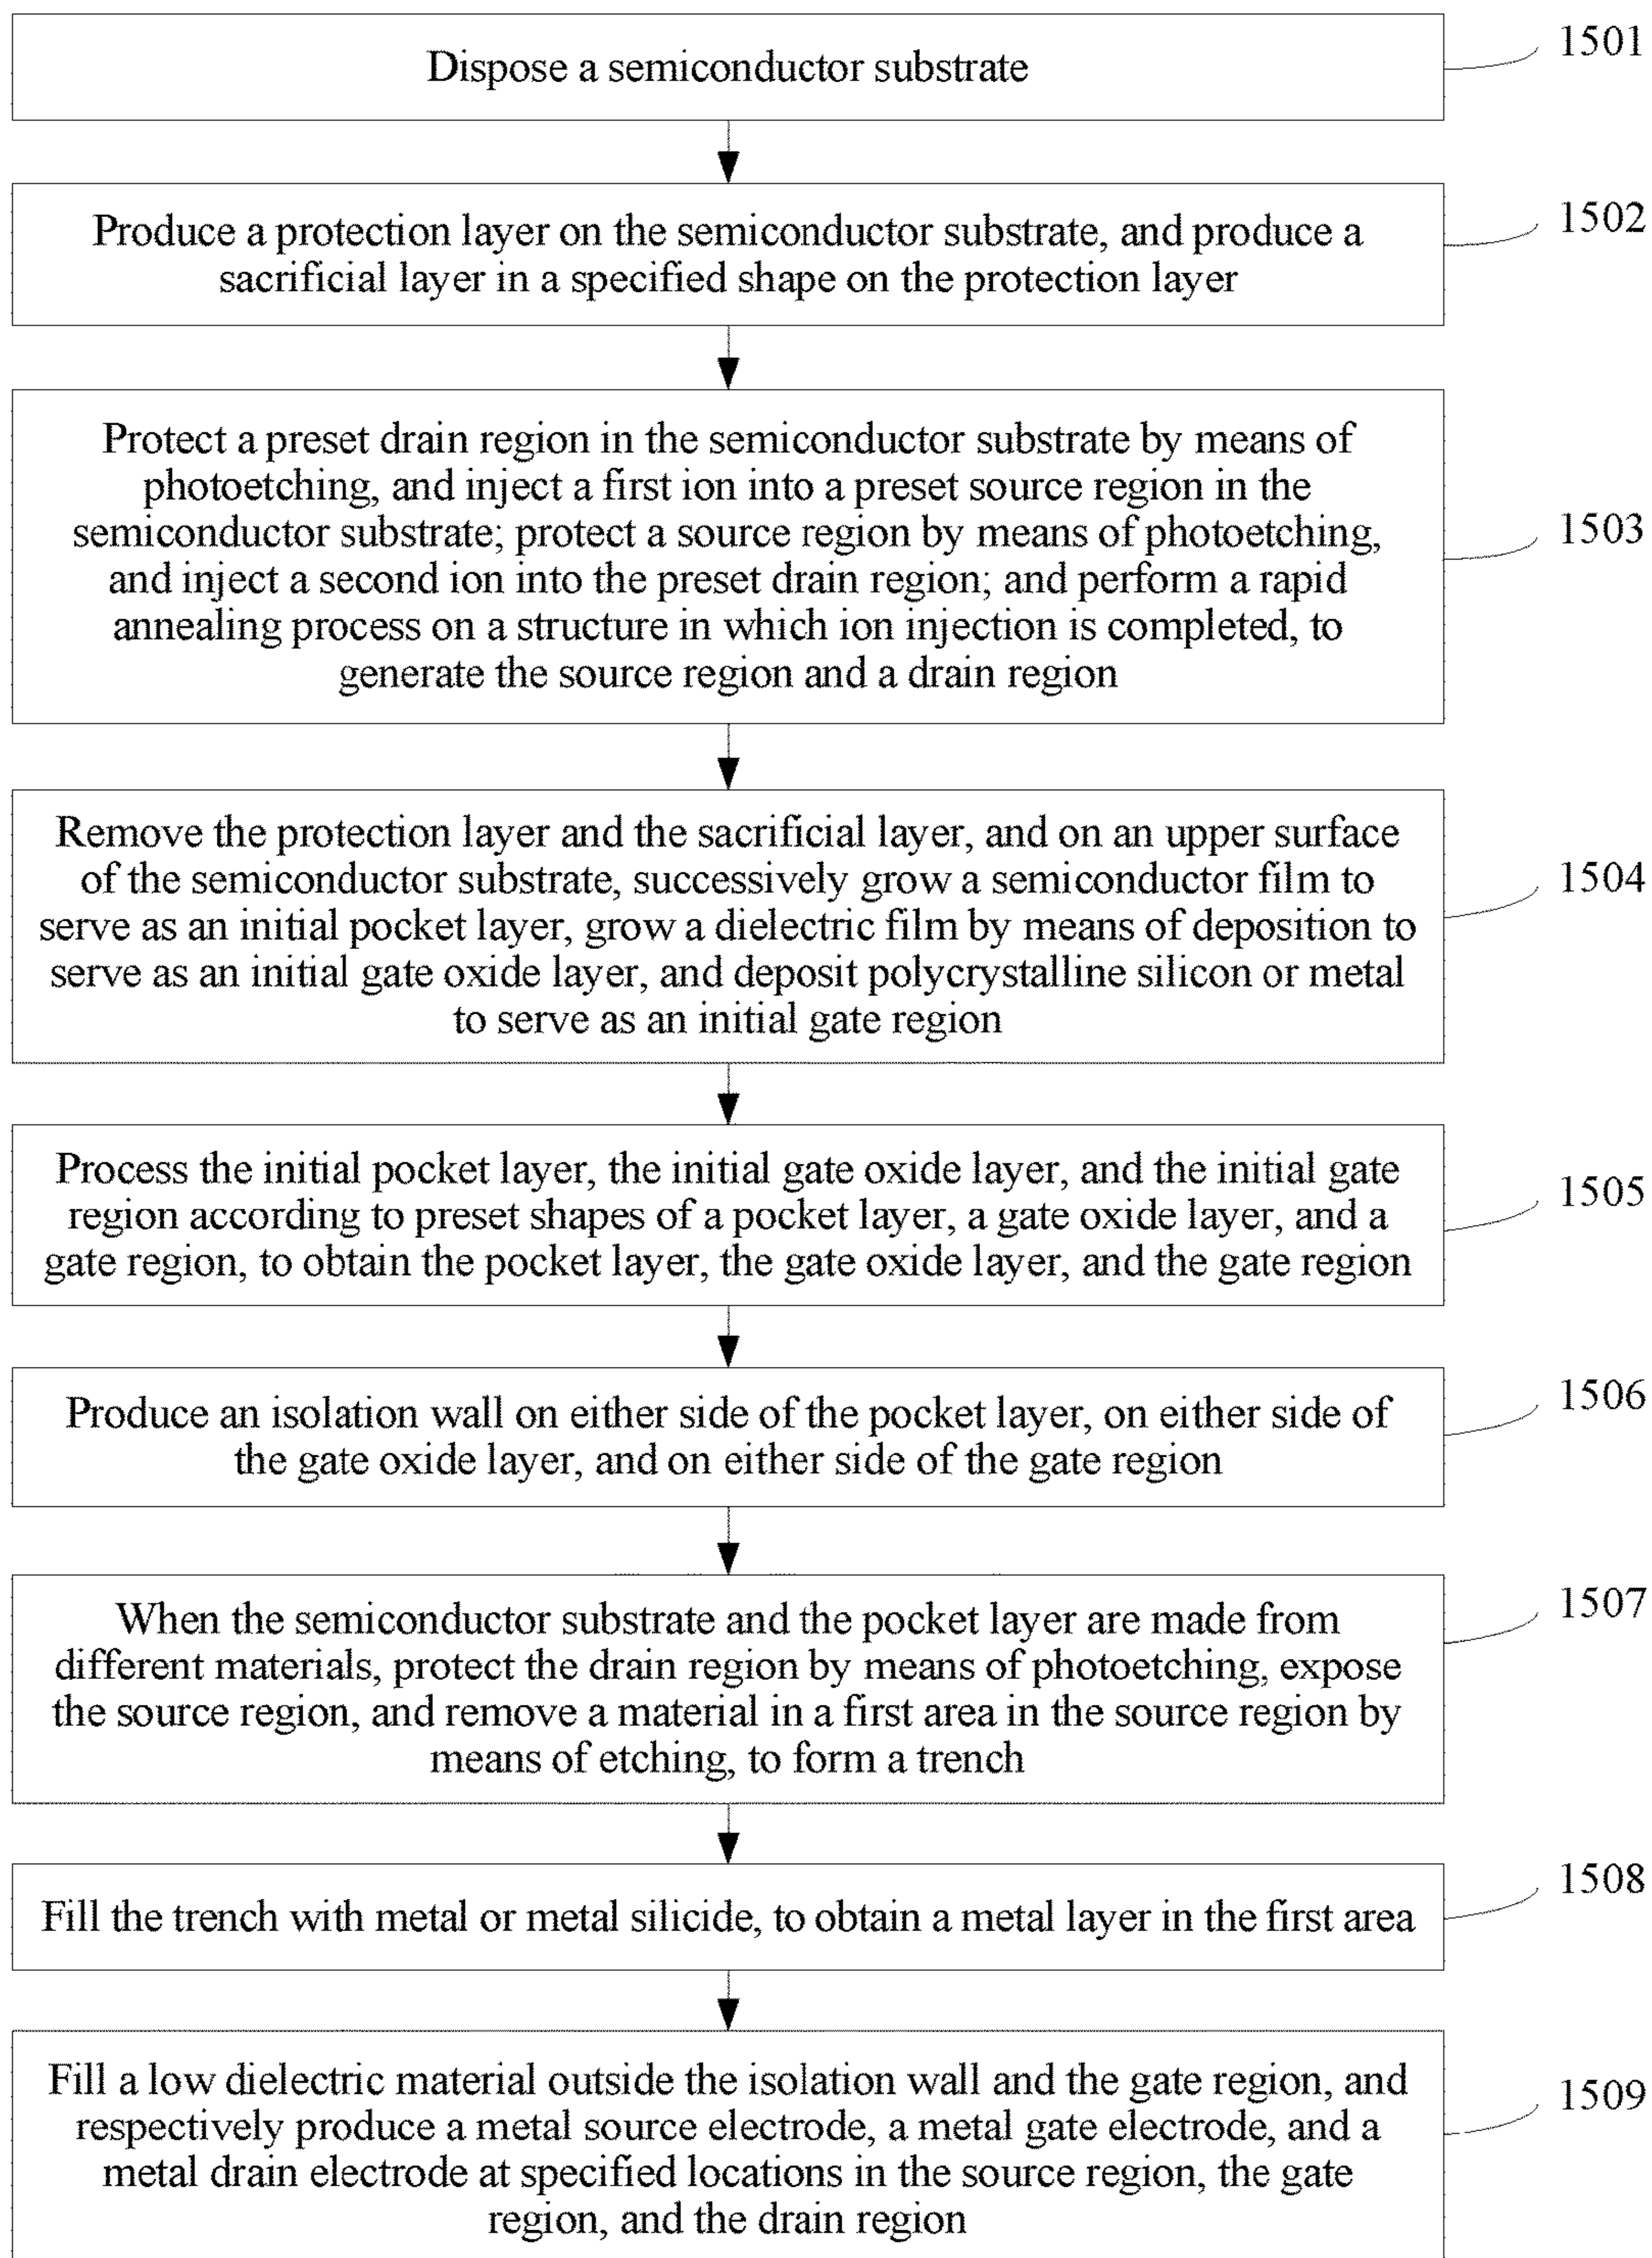 Dispose a semiconductor substrate
1501
Produce a protection layer on the semiconductor substrate, and produce a
sacrificial layer in a specified shape on the protection layer
1502
Protect a preset drain region in the semiconductor substrate by means of
photoetching, and inject a first ion into a preset source region in the
semiconductor substrate; protect a source region by means of photoetching,
and inject a second ion into the preset drain region; and perform a rapid
annealing process on a structure in which ion injection is completed, to
generate the source region and a drain region
1503
Remove the protection layer and the sacrificial layer, and on an upper surface
of the semiconductor substrate, successively grow a semiconductor film to
serve as an initial pocket layer, grow a dielectric film by means of deposition to
serve as an initial gate oxide layer, and deposit polycrystalline silicon or metal
to serve as an initial gate region
1504
Process the initial pocket layer, the initial gate oxide layer, and the initial gate
region according to preset shapes of a pocket layer, a gate oxide layer, and a
gate region, to obtain the pocket layer, the gate oxide layer, and the gate region
1505
Produce an isolation wall on either side of the pocket layer, on either side of
the gate oxide layer, and on either side of the gate region
1506
When the semiconductor substrate and the pocket layer are made from
different materials, protect the drain region by means of photoetching, expose
the source region, and remove a material in a first area in the source region by
means of etching, to form a trench
1507
Fill the trench with metal or metal silicide, to obtain a metal layer in the first area
1508
Fill a low dielectric material outside the isolation wall and the gate region, and
respectively produce a metal source electrode, a metal gate electrode, and a
metal drain electrode at specified locations in the source region, the gate
region, and the drain region
1509